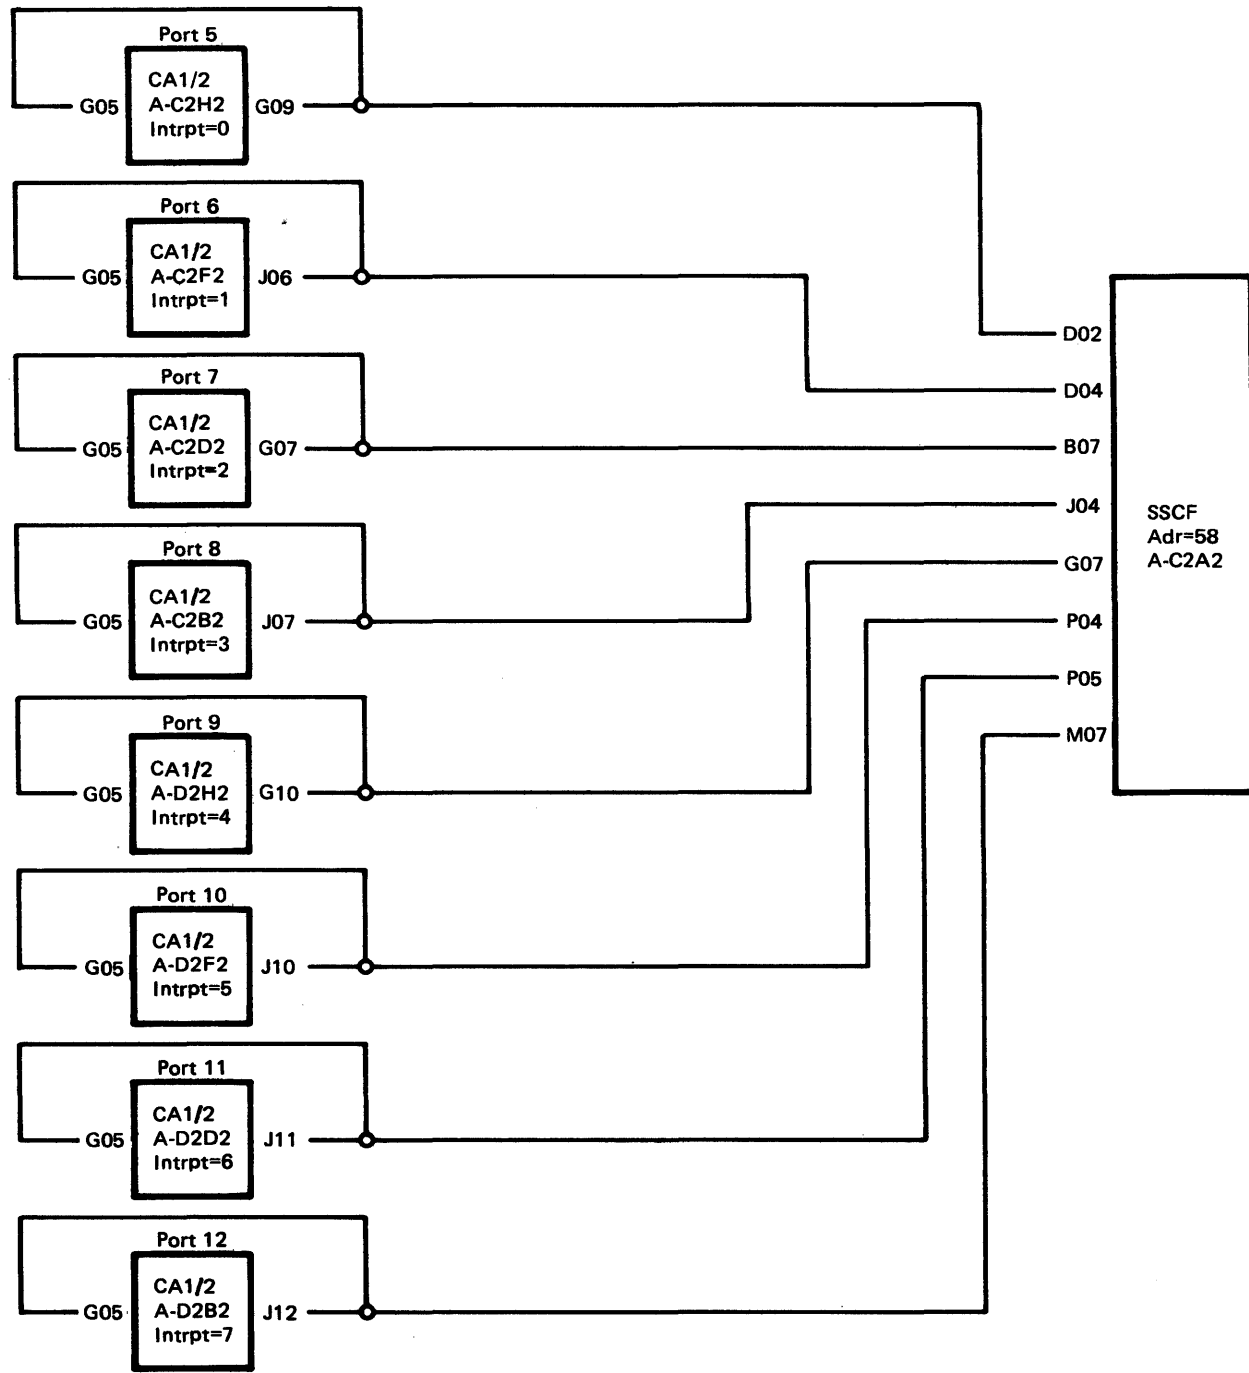 Port 5
CA1/2
A-C2H2
Intrpt=0
G05
G09
Port 6
CA1/2
A-C2F2
Intrpt=1
G05
J06
Port 7
CA1/2
A-C2D2
Intrpt=2
G05
G07
Port 8
CA1/2
A-C2B2
Intrpt=3
G05
J07
Port 9
CA1/2
A-D2H2
Intrpt=4
G05
G10
Port 10
CA1/2
A-D2F2
Intrpt=5
G05
J10
Port 11
CA1/2
A-D2D2
Intrpt=6
G05
J11
Port 12
CA1/2
A-D2B2
Intrpt=7
G05
J12
D02
D04
B07
J04
G07
P04
P05
M07
SSCF
Adr=58
A-C2A2